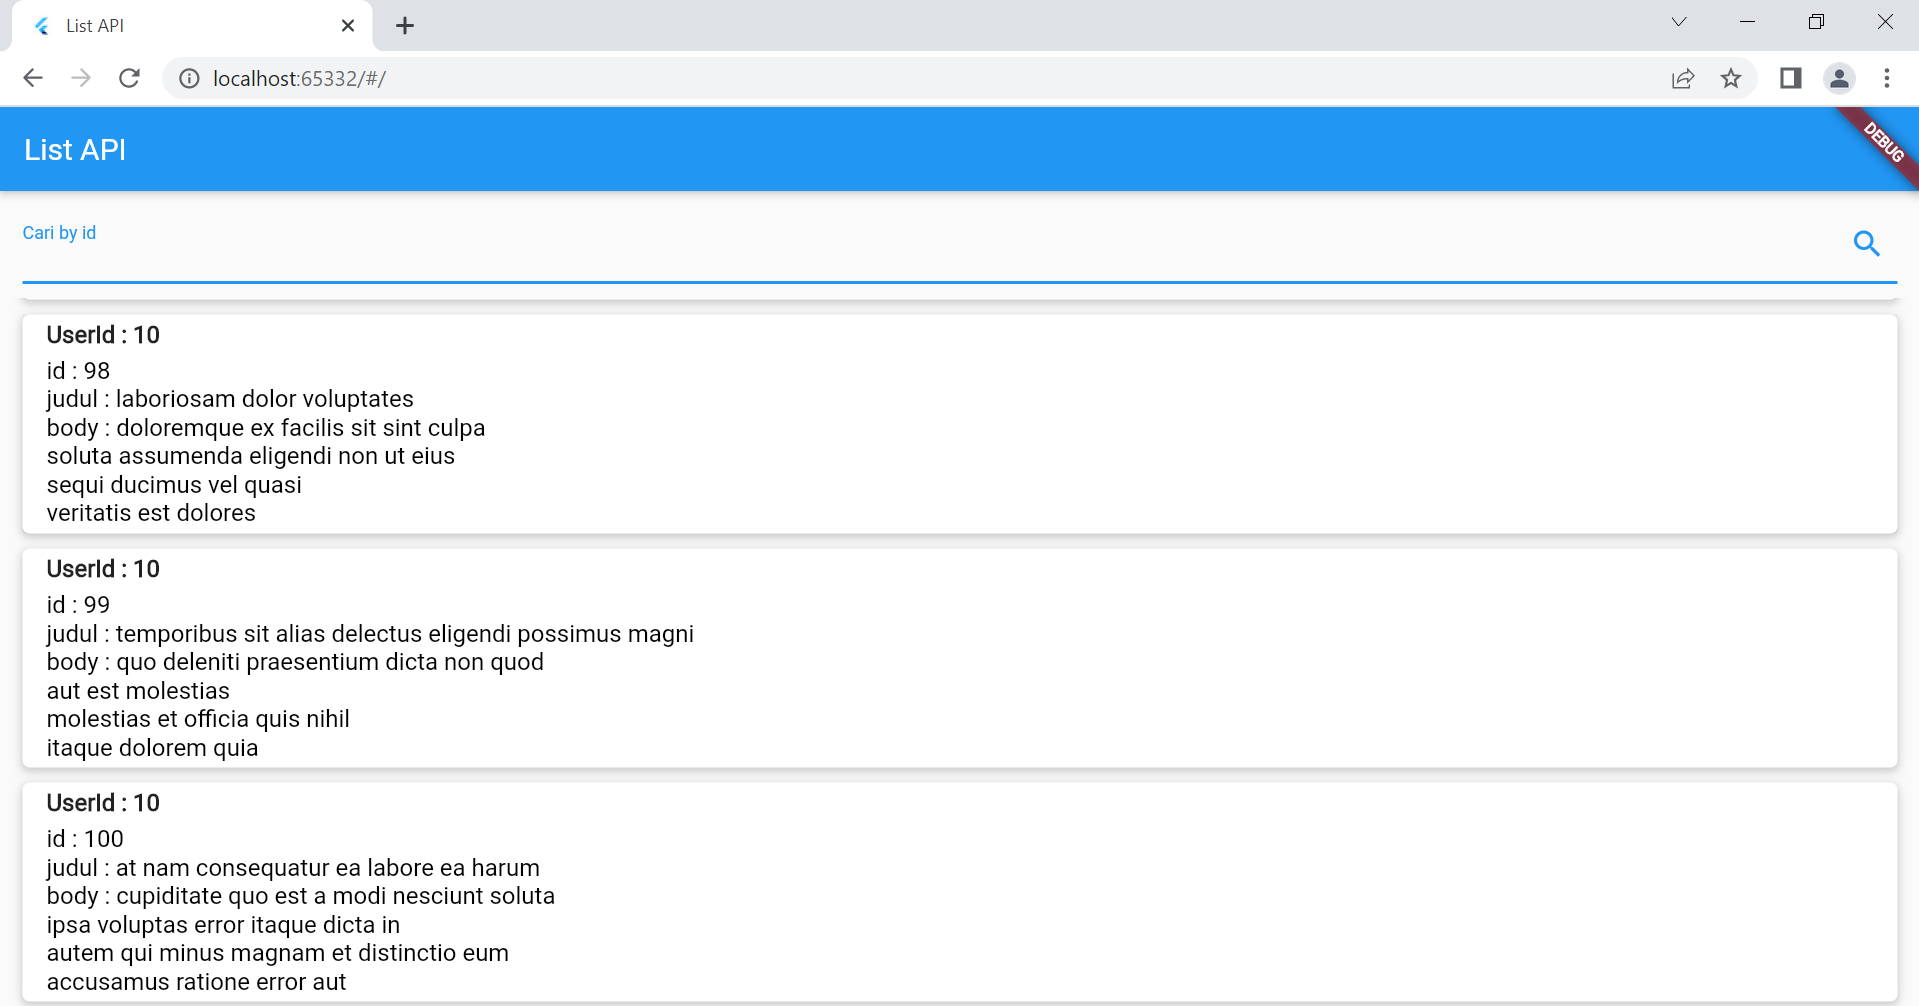 List API
localhost:65332/#/
List API
DEBUG
Cari by id
UserId : 10
id : 98
judul : laboriosam dolor voluptates
body : doloremque ex facilis sit sint culpa
soluta assumenda eligendi non ut eius
sequi ducimus vel quasi
veritatis est dolores
UserId : 10
id : 99
judul : temporibus sit alias delectus eligendi possimus magni
body : quo deleniti praesentium dicta non quod
aut est molestias
molestias et officia quis nihil
itaque dolorem quia
UserId : 10
id : 100
judul : at nam consequatur ea labore ea harum
body : cupiditate quo est a modi nesciunt soluta
ipsa voluptas error itaque dicta in
autem qui minus magnam et distinctio eum
accusamus ratione error aut